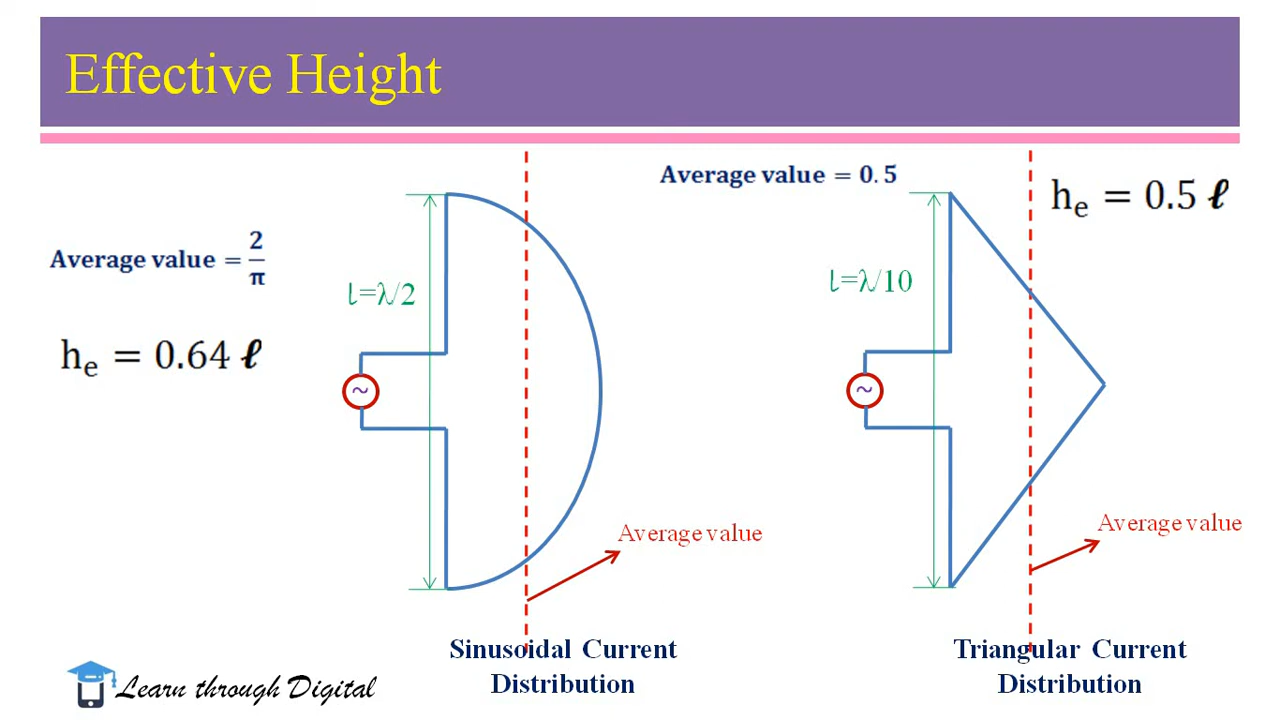 Effective Height
Average value = 2/π
hₑ = 0.64 ℓ
l=λ/2
~
Average value
Sinusoidal Current
Distribution
Average value = 0.5
hₑ = 0.5 ℓ
l=λ/10
~
Average value
Triangular Current
Distribution
Learn through Digital